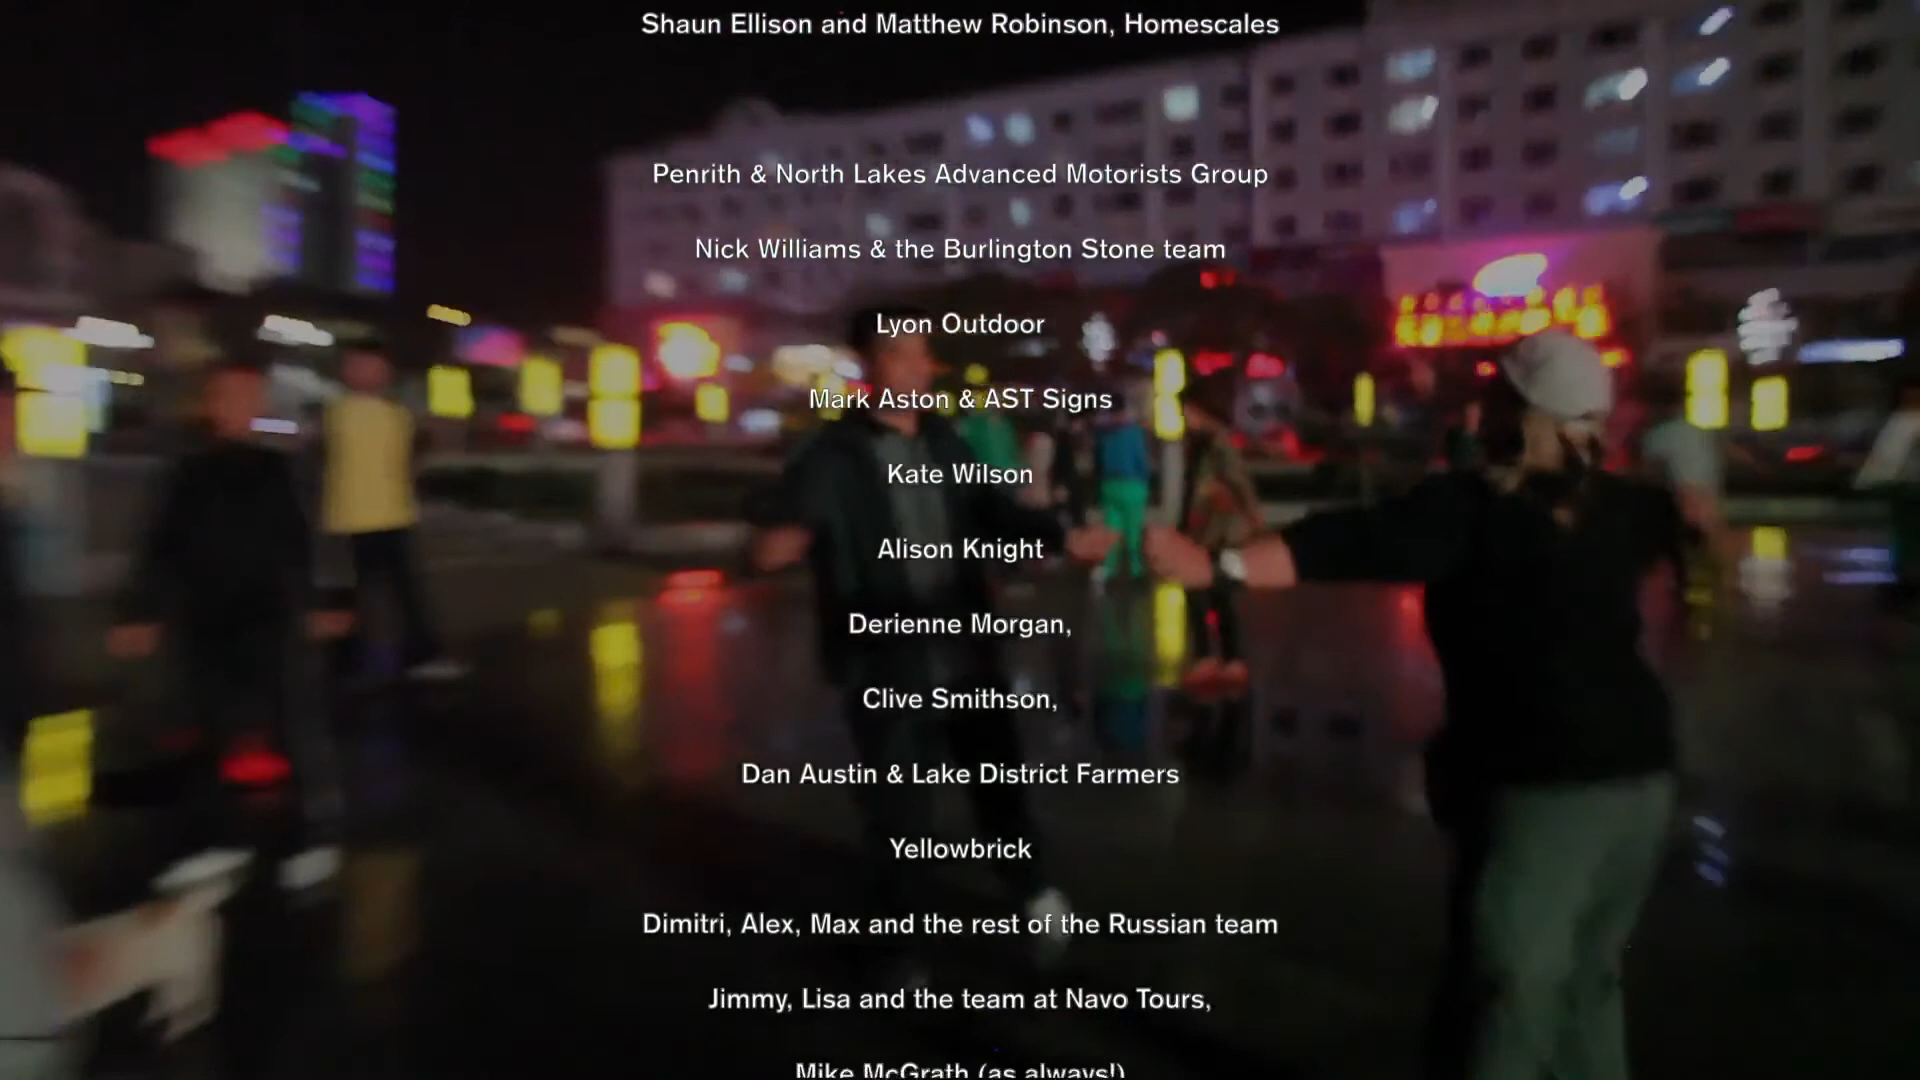 Shaun Ellison and Matthew Robinson, Homescales
Penrith & North Lakes Advanced Motorists Group
Nick Williams & the Burlington Stone team
Lyon Outdoor
Mark Aston & AST Signs
Kate Wilson
Alison Knight
Derienne Morgan,
Clive Smithson,
Dan Austin & Lake District Farmers
Yellowbrick
Dimitri, Alex, Max and the rest of the Russian team
Jimmy, Lisa and the team at Navo Tours,
Mike McGrath (as always!)